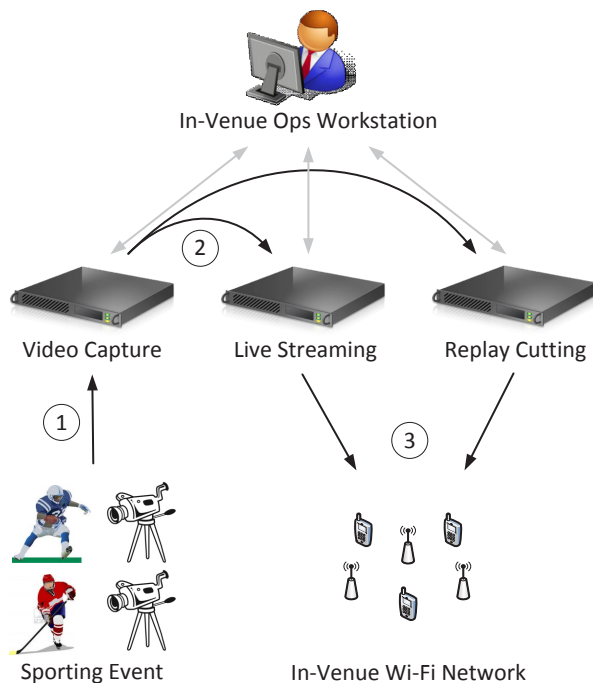 In-Venue Ops Workstation
2
Video Capture
Live Streaming
Replay Cutting
1
3
Sporting Event
In-Venue Wi-Fi Network